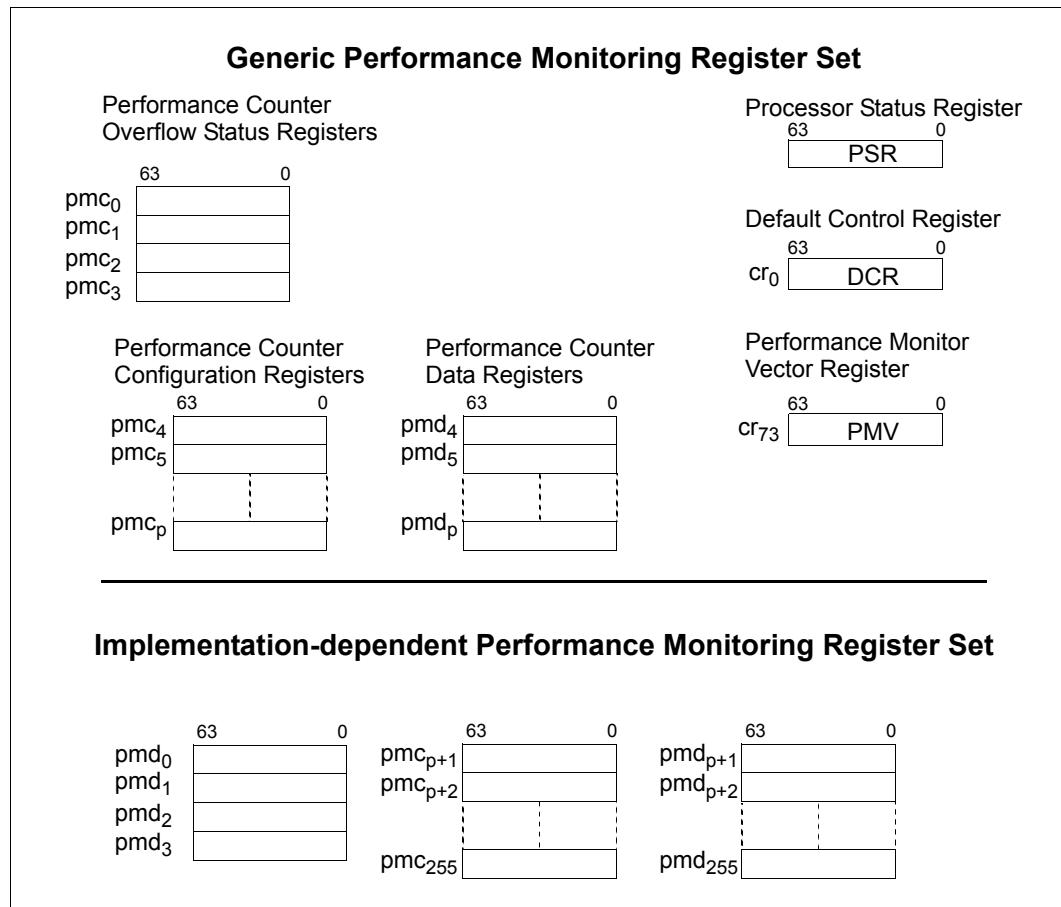 Generic Performance Monitoring Register Set
Performance Counter
Overflow Status Registers
63 0
pmc0
pmc1
pmc2
pmc3
Processor Status Register
63 0
PSR
Default Control Register
63 0
cr0 DCR
Performance Counter
Configuration Registers
63 0
pmc4
pmc5
pmcp
Performance Counter
Data Registers
63 0
pmd4
pmd5
pmdp
Performance Monitor
Vector Register
63 0
cr73 PMV
Implementation-dependent Performance Monitoring Register Set
63 0
pmd0
pmd1
pmd2
pmd3
63 0
pmcp+1
pmcp+2
pmc255
63 0
pmdp+1
pmdp+2
pmd255